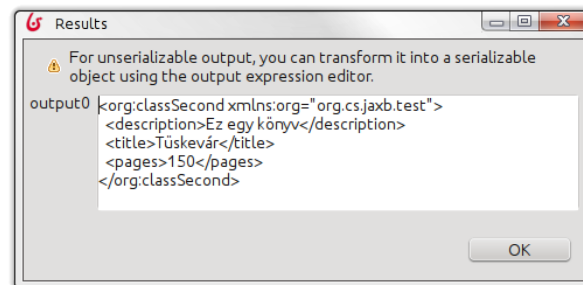 Results
For unserializable output, you can transform it into a serializable
object using the output expression editor.
output0
<org:classSecond xmlns:org="org.cs.jaxb.test">
<description>Ez egy könyv</description>
<title>Tüskevár</title>
<pages>150</pages>
</org:classSecond>
OK